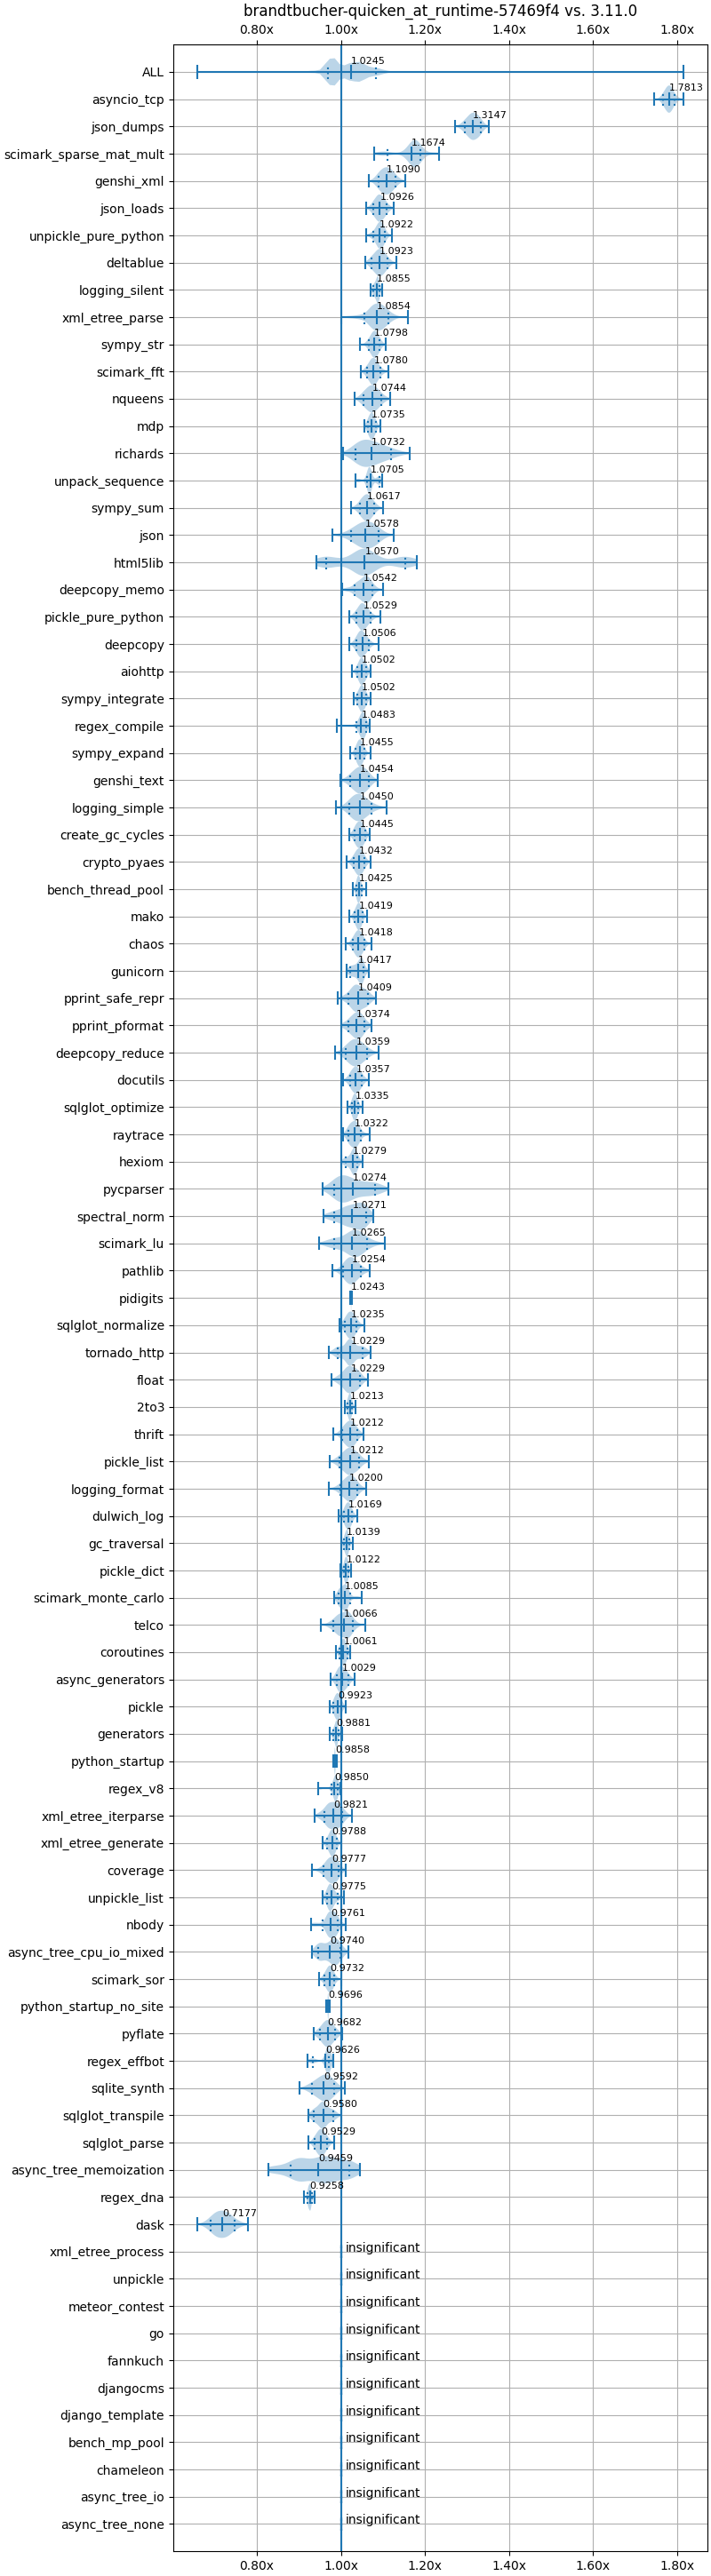 brandtbucher-quicken_at_runtime-57469f4 vs. 3.11.0
0.80x 1.00x 1.20x 1.40x 1.60x 1.80x
ALL 1.0245
asyncio_tcp 1.7813
json_dumps 1.3147
scimark_sparse_mat_mult 1.1674
genshi_xml 1.1090
json_loads 1.0926
unpickle_pure_python 1.0922
deltablue 1.0923
logging_silent 1.0855
xml_etree_parse 1.0854
sympy_str 1.0798
scimark_fft 1.0780
nqueens 1.0744
mdp 1.0735
richards 1.0732
unpack_sequence 1.0705
sympy_sum 1.0617
json 1.0578
html5lib 1.0570
deepcopy_memo 1.0542
pickle_pure_python 1.0529
deepcopy 1.0506
aiohttp 1.0502
sympy_integrate 1.0502
regex_compile 1.0483
sympy_expand 1.0455
genshi_text 1.0454
logging_simple 1.0450
create_gc_cycles 1.0445
crypto_pyaes 1.0432
bench_thread_pool 1.0425
mako 1.0419
chaos 1.0418
gunicorn 1.0417
pprint_safe_repr 1.0409
pprint_pformat 1.0374
deepcopy_reduce 1.0359
docutils 1.0357
sqlglot_optimize 1.0335
raytrace 1.0322
hexiom 1.0279
pycparser 1.0274
spectral_norm 1.0271
scimark_lu 1.0265
pathlib 1.0254
pidigits 1.0243
sqlglot_normalize 1.0235
tornado_http 1.0229
float 1.0229
2to3 1.0213
thrift 1.0212
pickle_list 1.0212
logging_format 1.0200
dulwich_log 1.0169
gc_traversal 1.0139
pickle_dict 1.0122
scimark_monte_carlo 1.0085
telco 1.0066
coroutines 1.0061
async_generators 1.0029
pickle 0.9923
generators 0.9881
python_startup 0.9858
regex_v8 0.9850
xml_etree_iterparse 0.9821
xml_etree_generate 0.9788
coverage 0.9777
unpickle_list 0.9775
nbody 0.9761
async_tree_cpu_io_mixed 0.9740
scimark_sor 0.9732
python_startup_no_site 0.9696
pyflate 0.9682
regex_effbot 0.9626
sqlite_synth 0.9592
sqlglot_transpile 0.9580
sqlglot_parse 0.9529
async_tree_memoization 0.9459
regex_dna 0.9258
dask 0.7177
xml_etree_process insignificant
unpickle insignificant
meteor_contest insignificant
go insignificant
fannkuch insignificant
djangocms insignificant
django_template insignificant
bench_mp_pool insignificant
chameleon insignificant
async_tree_io insignificant
async_tree_none insignificant
0.80x 1.00x 1.20x 1.40x 1.60x 1.80x